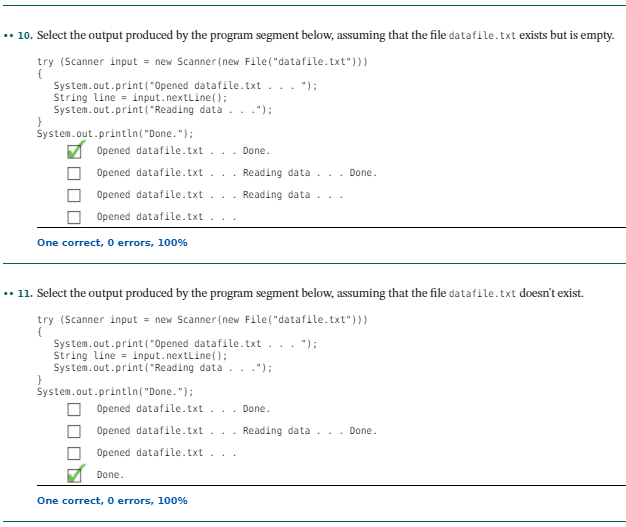 •• 10. Select the output produced by the program segment below, assuming that the file datafile.txt exists but is empty.
try (Scanner input = new Scanner(new File("datafile.txt")))
{
System.out.print("Opened datafile.txt . . . ");
String line = input.nextLine();
System.out.print("Reading data . . .");
}
System.out.println("Done.");
Opened datafile.txt . . . Done.
Opened datafile.txt . . . Reading data . . . Done.
Opened datafile.txt . . . Reading data . . .
Opened datafile.txt . . .
One correct, 0 errors, 100%
•• 11. Select the output produced by the program segment below, assuming that the file datafile.txt doesn't exist.
try (Scanner input = new Scanner(new File("datafile.txt")))
{
System.out.print("Opened datafile.txt . . . ");
String line = input.nextLine();
System.out.print("Reading data . . .");
}
System.out.println("Done.");
Opened datafile.txt . . . Done.
Opened datafile.txt . . . Reading data . . . Done.
Opened datafile.txt . . .
Done.
One correct, 0 errors, 100%